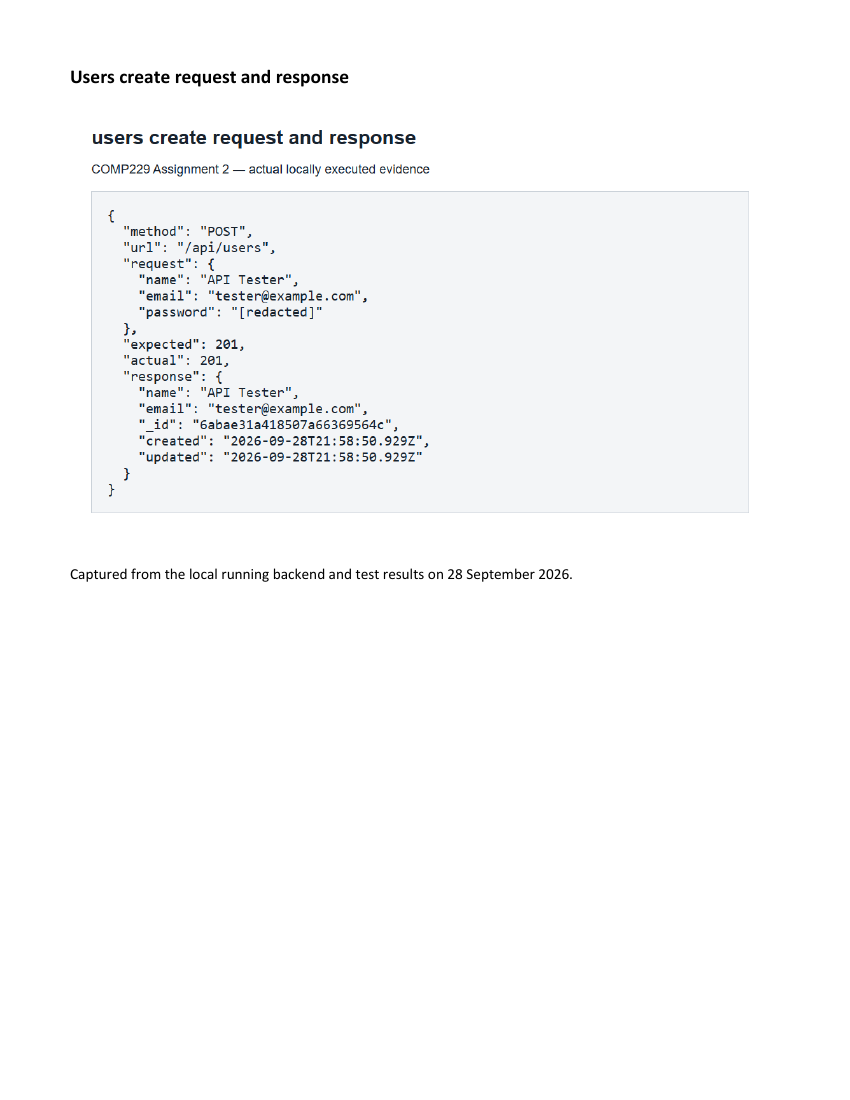 Users create request and response
users create request and response
COMP229 Assignment 2 — actual locally executed evidence
{
  "method": "POST",
  "url": "/api/users",
  "request": {
    "name": "API Tester",
    "email": "tester@example.com",
    "password": "[redacted]"
  },
  "expected": 201,
  "actual": 201,
  "response": {
    "name": "API Tester",
    "email": "tester@example.com",
    "_id": "6abae31a418507a66369564c",
    "created": "2026-09-28T21:58:50.929Z",
    "updated": "2026-09-28T21:58:50.929Z"
  }
}
Captured from the local running backend and test results on 28 September 2026.